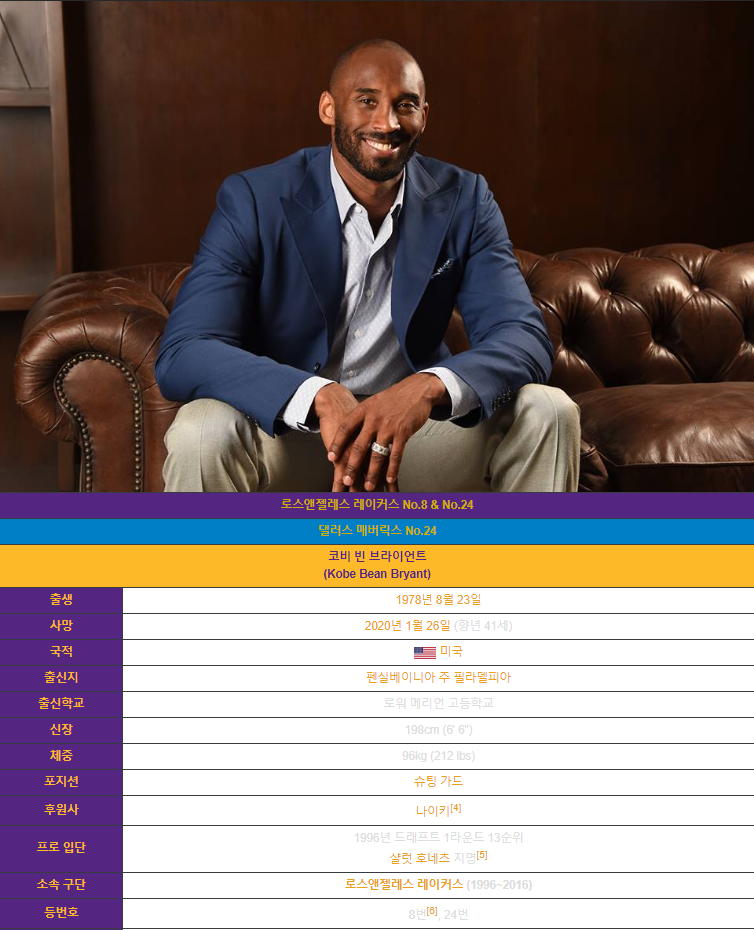 로스앤젤레스 레이커스 No.8 & No.24
댈러스 매버릭스 No.24
코비 빈 브라이언트
(Kobe Bean Bryant)
출생 1978년 8월 23일
사망 2020년 1월 26일 (향년 41세)
국적 미국
출신지 펜실베이니아 주 필라델피아
출신학교 로워 메리언 고등학교
신장 198cm (6' 6")
체중 96kg (212 lbs)
포지션 슈팅 가드
후원사 나이키[4]
프로 입단 1996년 드래프트 1라운드 13순위
샬럿 호네츠 지명[5]
소속 구단 로스앤젤레스 레이커스 (1996~2016)
등번호 8번[6], 24번